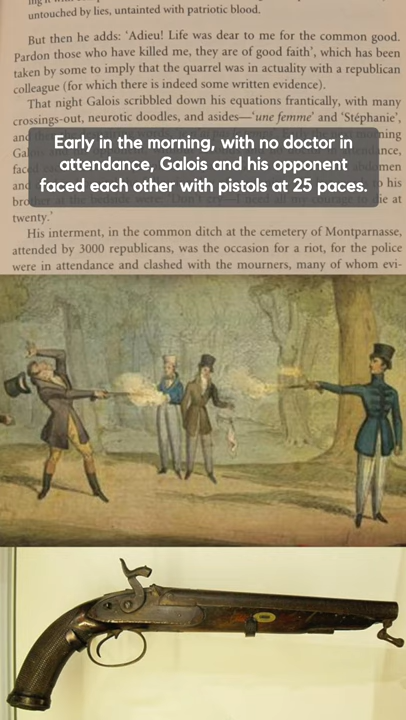 untouched by lies, untainted with patriotic blood.
But then he adds: ‘Adieu! Life was dear to me for the common good.
Pardon those who have killed me, they are of good faith’, which has been
taken by some to imply that the quarrel was in actuality with a republican
colleague (for which there is indeed some written evidence).
That night Galois scribbled down his equations frantically, with many
crossings-out, neurotic doodles, and asides—‘une femme’ and ‘Stéphanie’,
and
Early in the morning, with no doctor in
attendance, Galois and his opponent
faced each other with pistols at 25 paces.
twenty.’
His interment, in the common ditch at the cemetery of Montparnasse,
attended by 3000 republicans, was the occasion for a riot, for the police
were in attendance and clashed with the mourners, many of whom evi-